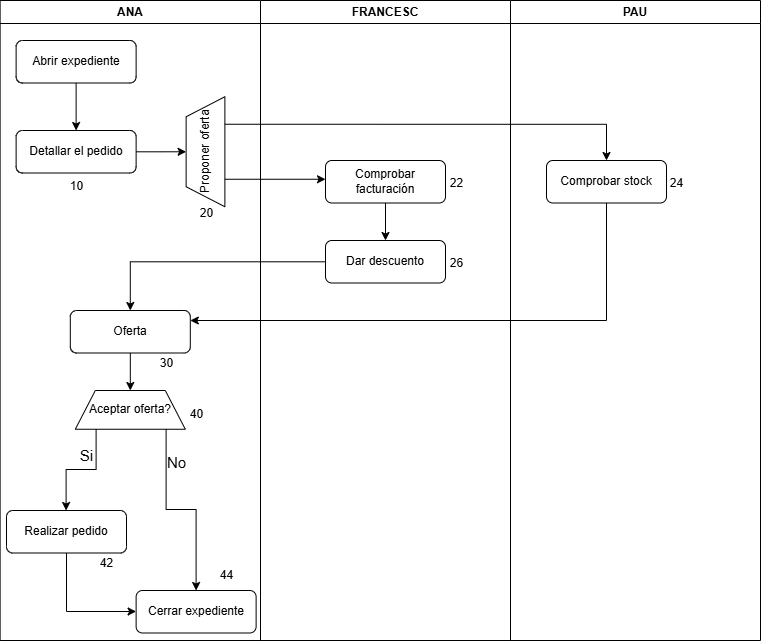 ANA
FRANCESC
PAU
Abrir expediente
Detallar el pedido
10
Proponer oferta
20
Comprobar
facturación
22
Comprobar stock
24
Dar descuento
26
Oferta
30
Aceptar oferta?
40
Si
No
Realizar pedido
42
44
Cerrar expediente